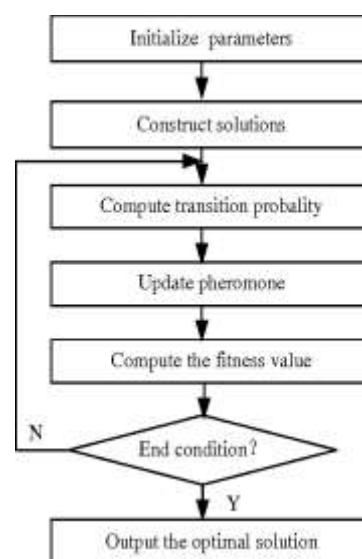 Initialize parameters
Construct solutions
Compute transition probality
Update pheromone
Compute the fitness value
N
End condition?
Y
Output the optimal solution